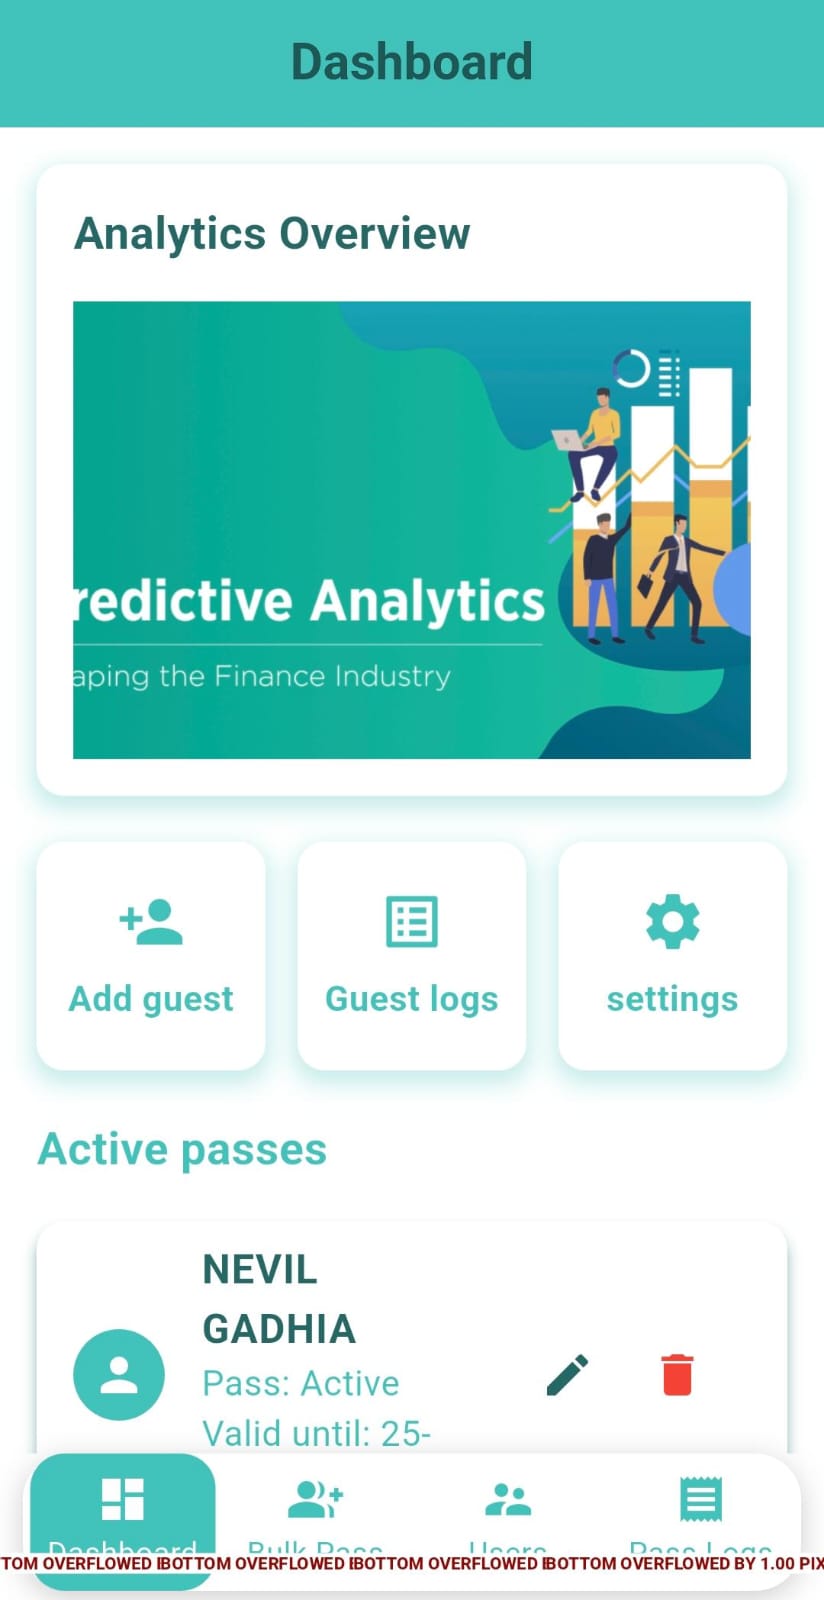 Dashboard
Analytics Overview
redictive Analytics
aping the Finance Industry
Add guest
Guest logs
settings
Active passes
NEVIL
GADHIA
Pass: Active
Valid until: 25-
Dashboard
Bulk Pass
Users
Pass Logs
TOM OVERFLOWED BOTTOM OVERFLOWED BOTTOM OVERFLOWED BOTTOM OVERFLOWED BY 1.00 PIX